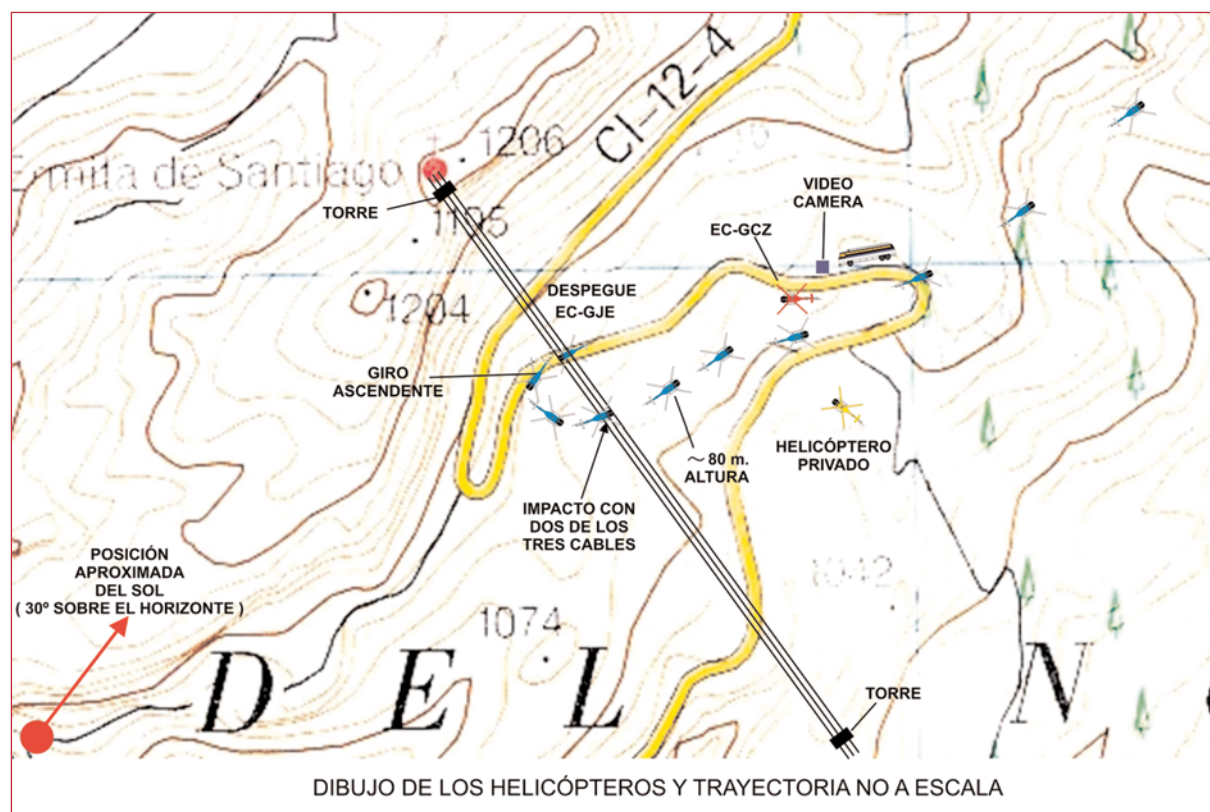 CI-12-4
1206
Ermita de Santiago
TORRE
1195
VIDEO
CAMERA
EC-GCZ
DESPEGUE
EC-GJE
1204
GIRO
ASCENDENTE
~80 m.
ALTURA
HELICÓPTERO
PRIVADO
IMPACTO CON
DOS DE LOS
TRES CABLES
POSICIÓN
APROXIMADA
DEL SOL
( 30º SOBRE EL HORIZONTE )
1042
1074
D E L N
TORRE
DIBUJO DE LOS HELICÓPTEROS Y TRAYECTORIA NO A ESCALA